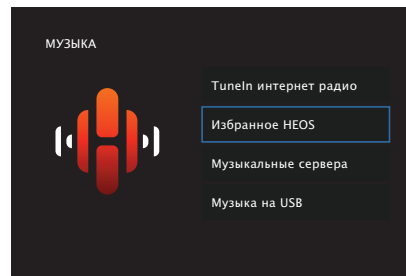 МУЗЫКА
TuneIn интернет радио
Избранное HEOS
Музыкальные сервера
Музыка на USB